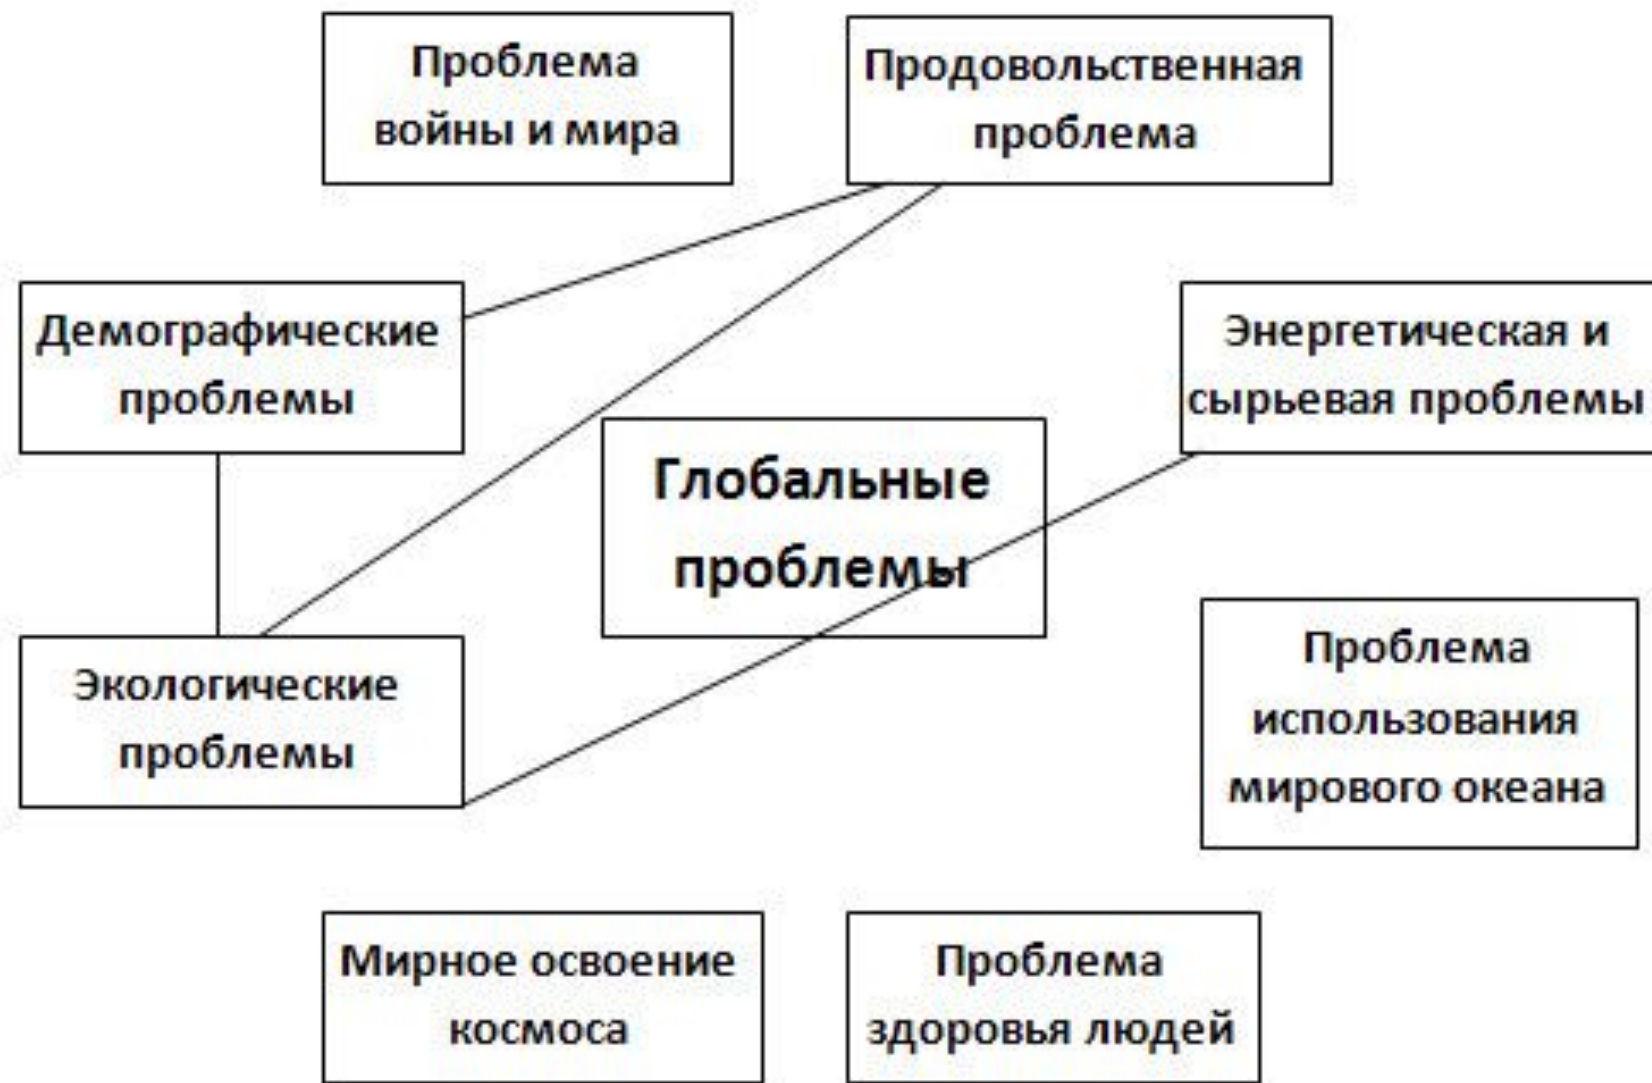 Проблема
войны и мира
Продовольственная
проблема
Демографические
проблемы
Энергетическая и
сырьевая проблемы
Глобальные
проблемы
Экологические
проблемы
Проблема
использования
мирового океана
Мирное освоение
космоса
Проблема
здоровья людей